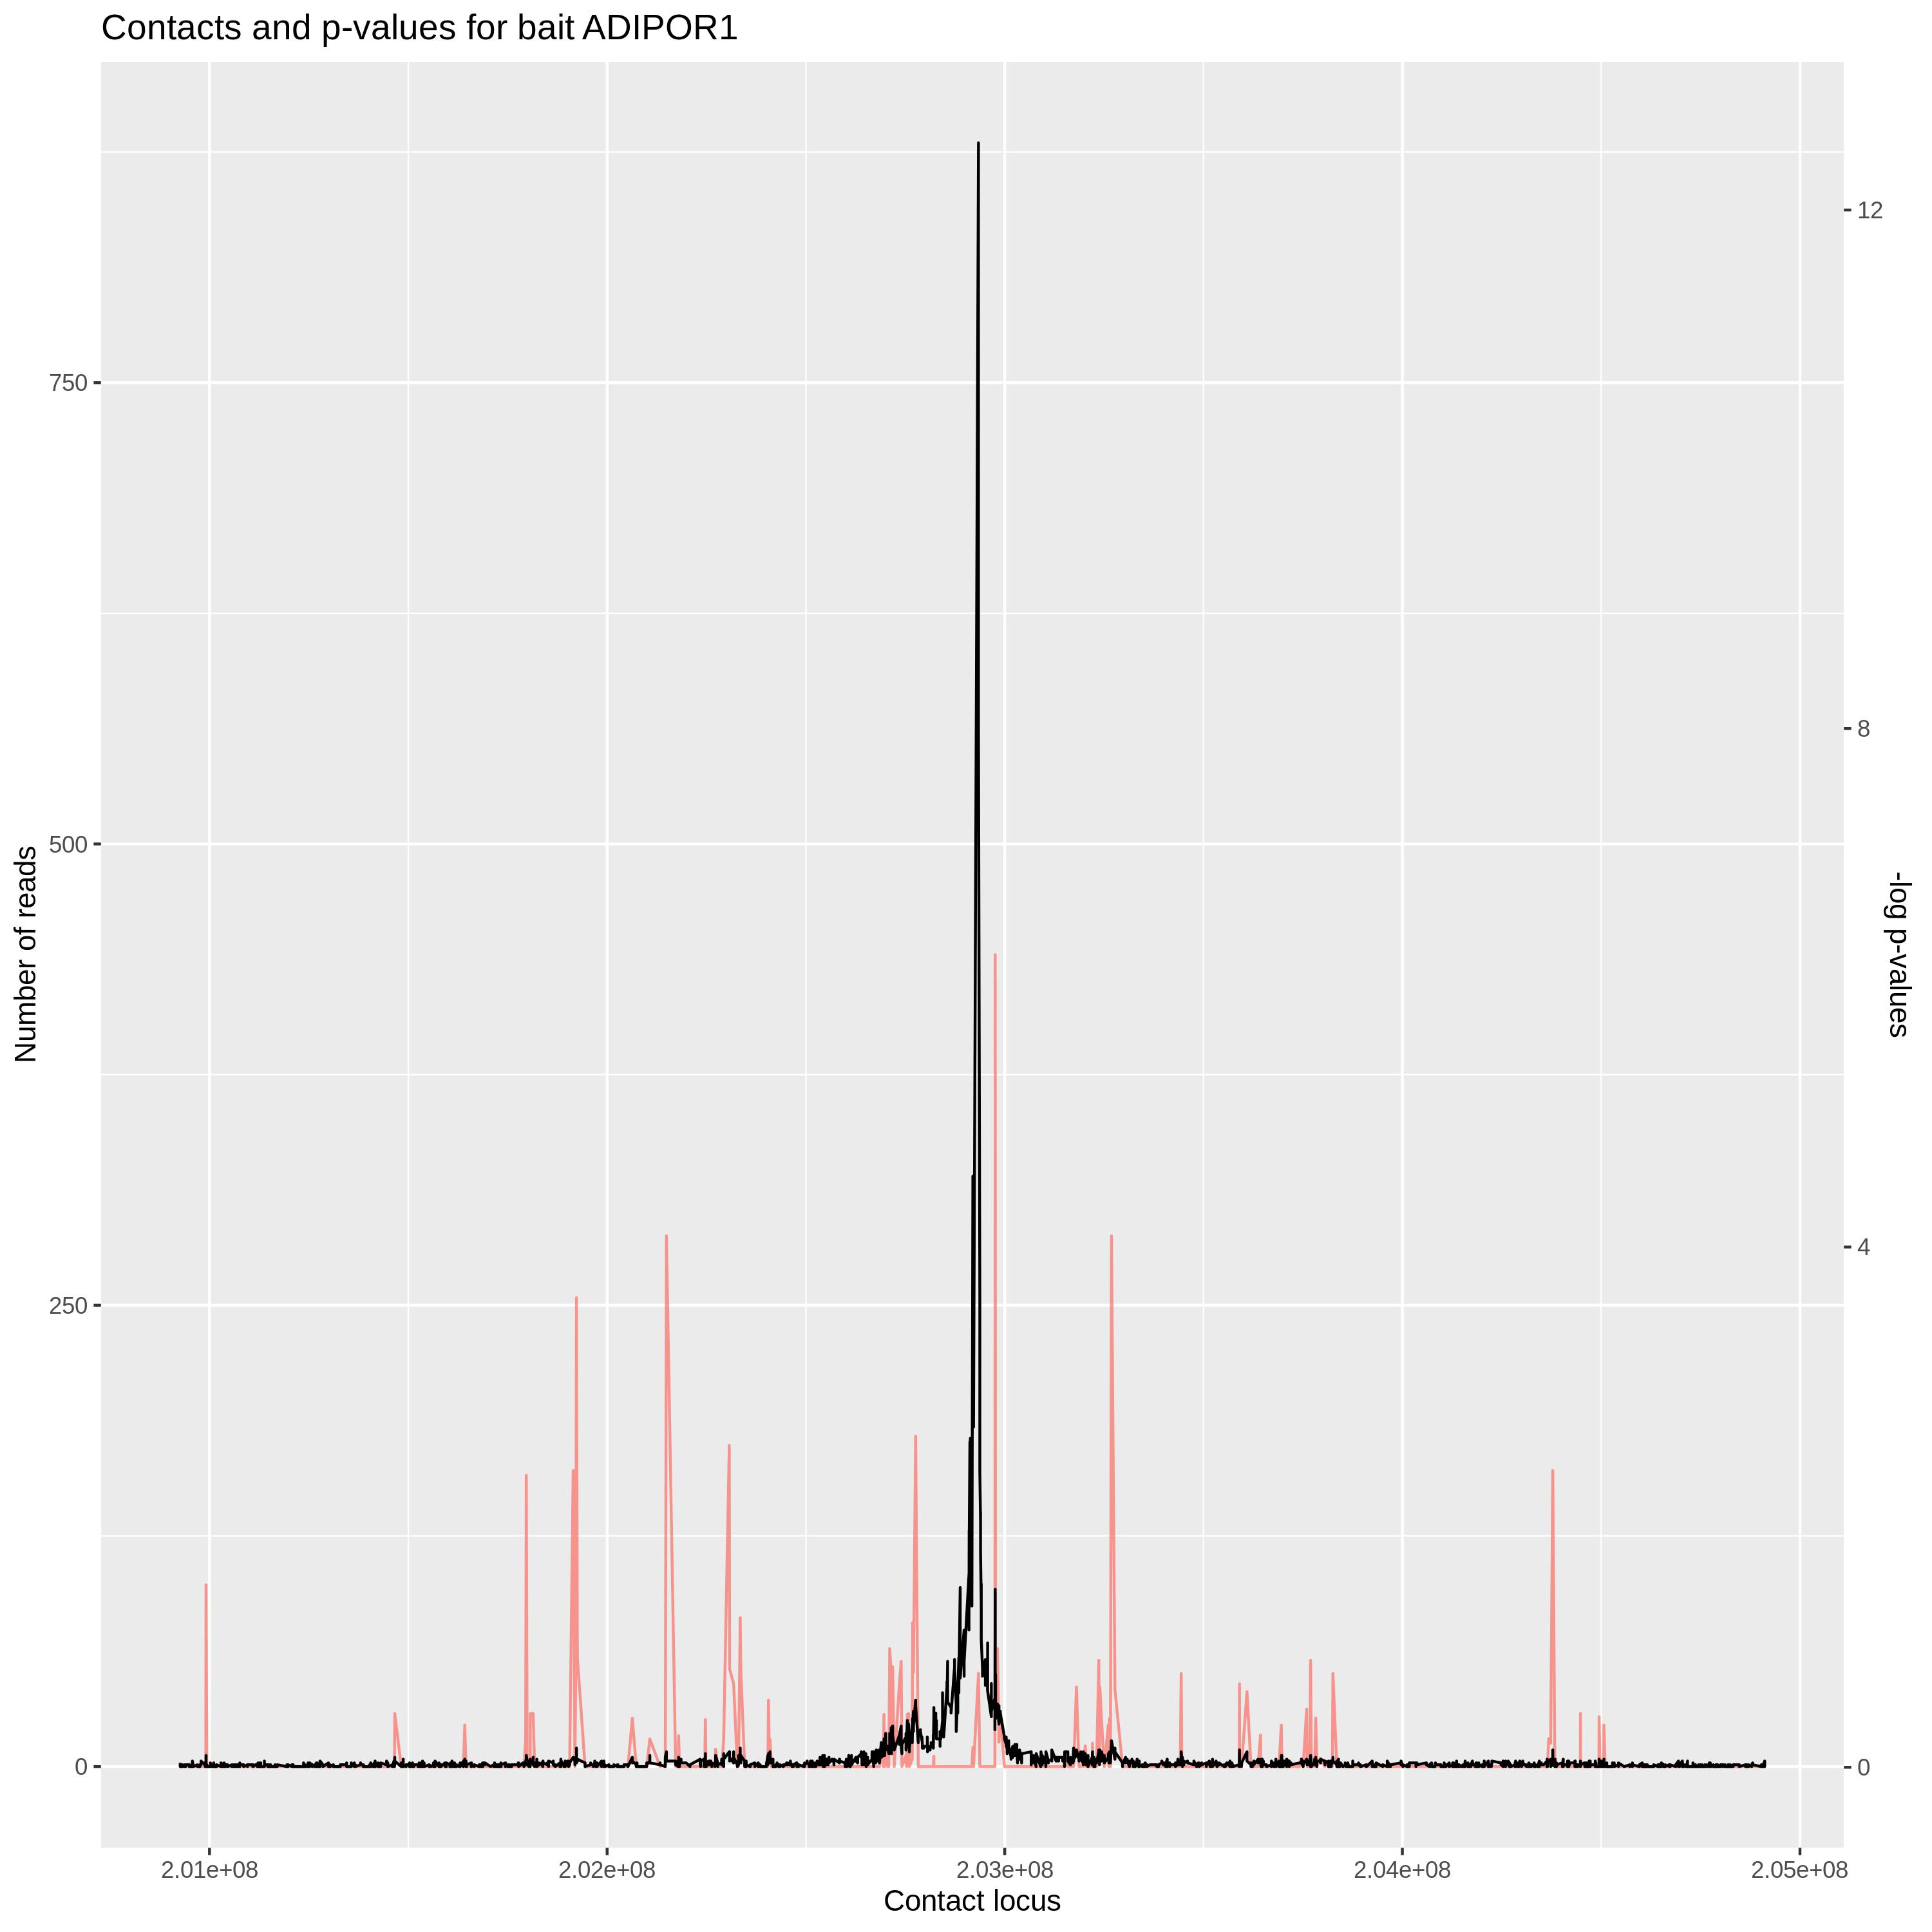 Contacts and p-values for bait ADIPOR1
12
750
8
500
Number of reads
-log p-values
4
250
0
0
2.01e+08
2.02e+08
2.03e+08
2.04e+08
2.05e+08
Contact locus